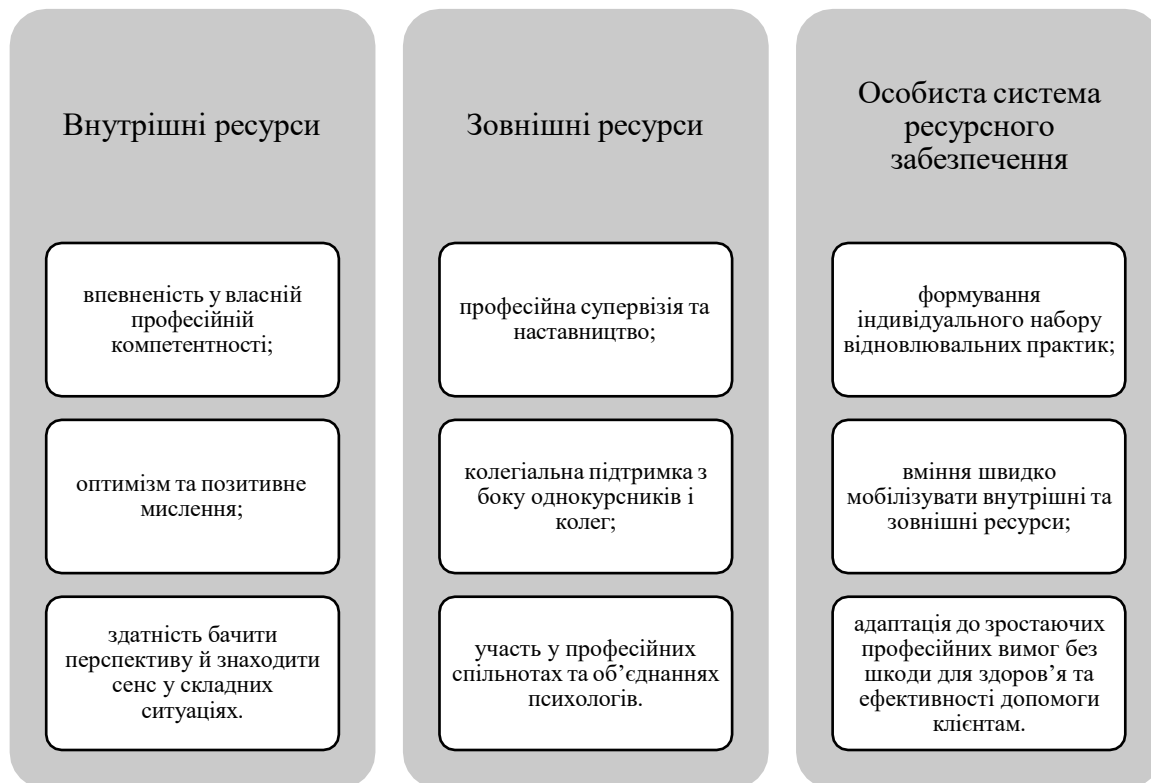 Внутрішні ресурси
впевненість у власній
професійній
компетентності;
оптимізм та позитивне
мислення;
здатність бачити
перспективу й знаходити
сенс у складних
ситуаціях.
Зовнішні ресурси
професійна супервізія та
наставництво;
колегіальна підтримка з
боку однокурсників і
колег;
участь у професійних
спільнотах та об’єднаннях
психологів.
Особиста система
ресурсного
забезпечення
формування
індивідуального набору
відновлювальних практик;
вміння швидко
мобілізувати внутрішні та
зовнішні ресурси;
адаптація до зростаючих
професійних вимог без
шкоди для здоров’я та
ефективності допомоги
клієнтам.